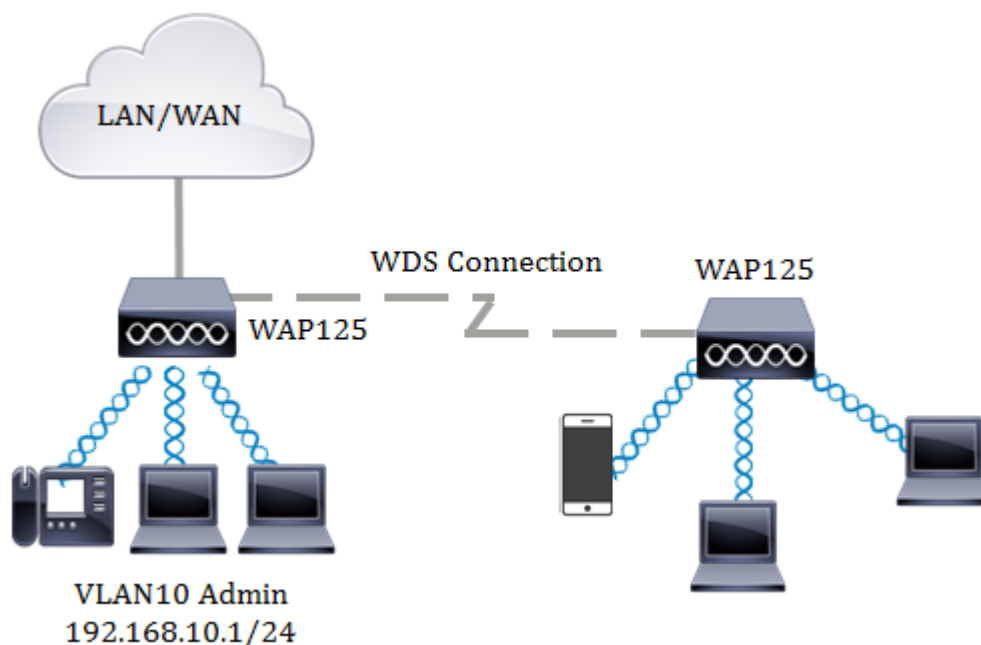 LAN/WAN
WDS Connection
WAP125
WAP125
VLAN10 Admin
192.168.10.1/24